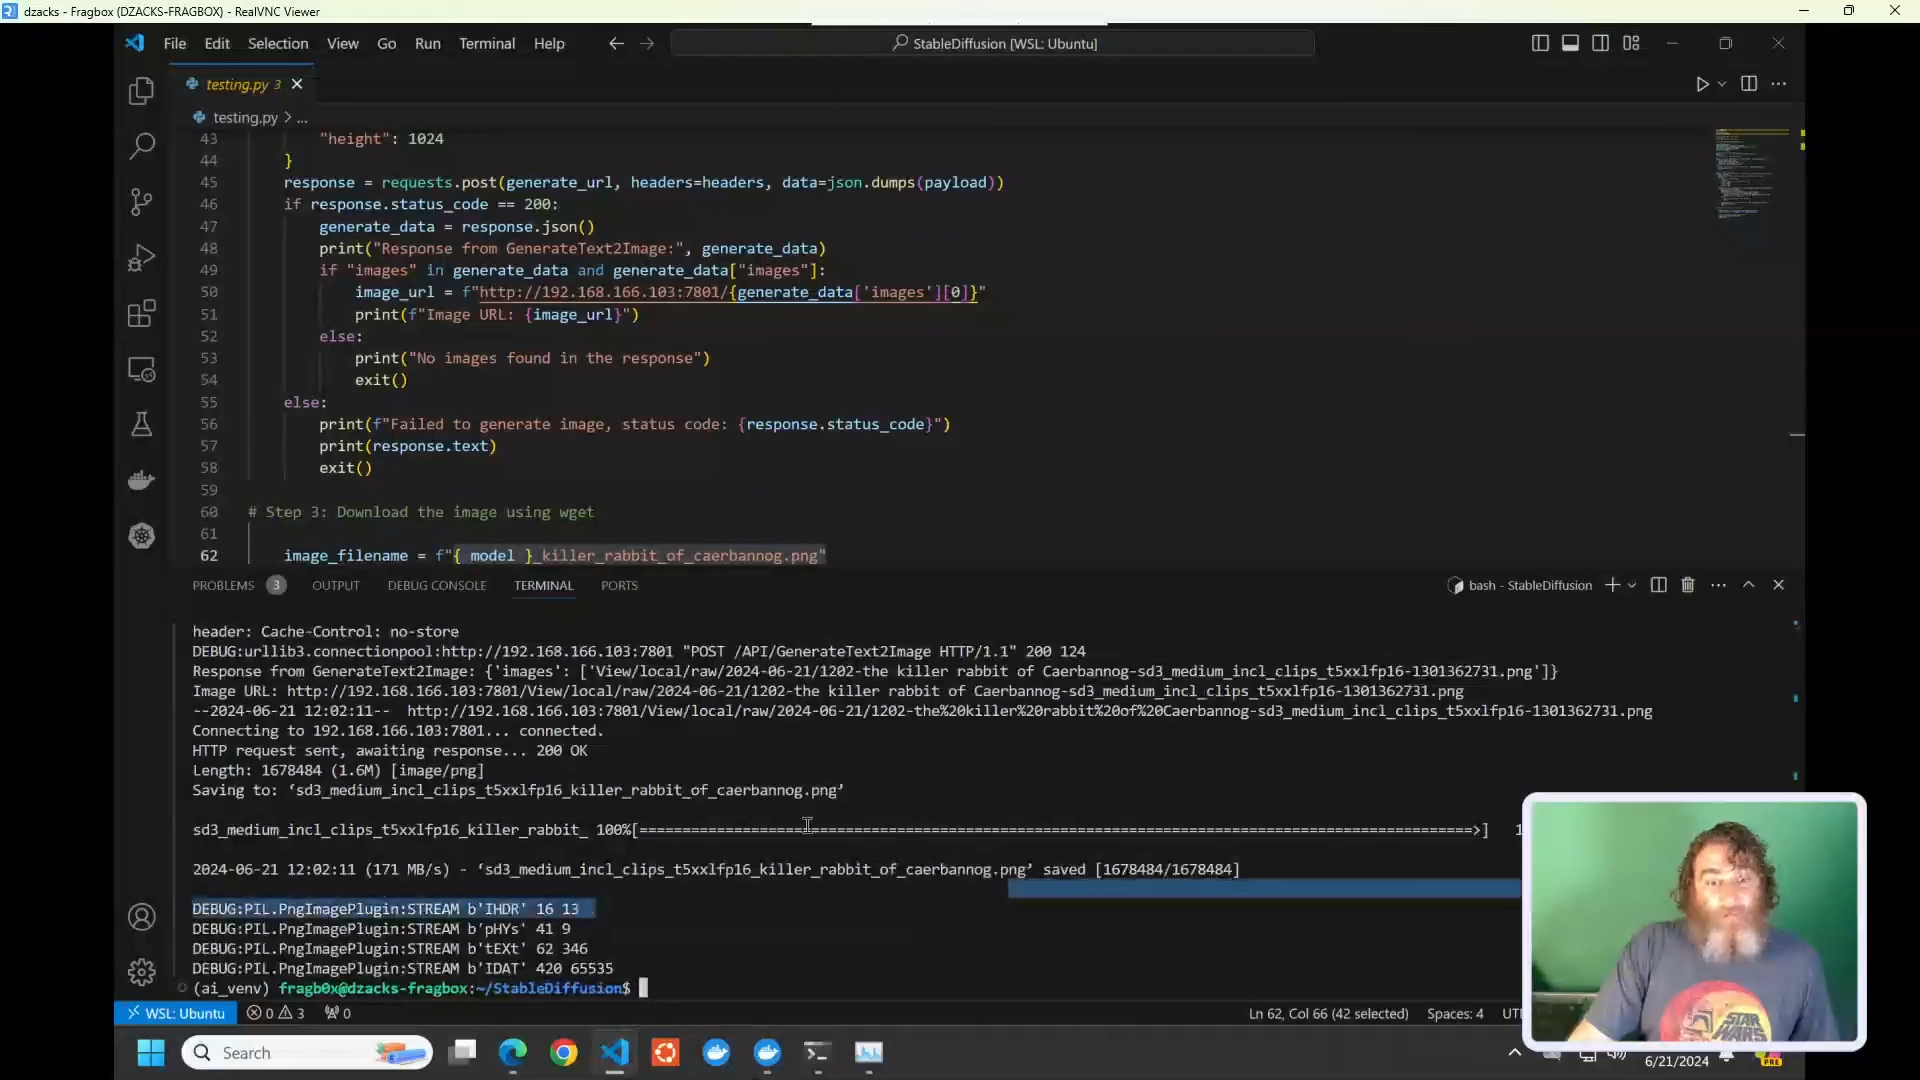 dzacks - Fragbox (DZACKS-FRAGBOX) - RealVNC Viewer
File Edit Selection View Go Run Terminal Help
StableDiffusion [WSL: Ubuntu]
testing.py 3
testing.py > ...
43 "height": 1024
44 }
45 response = requests.post(generate_url, headers=headers, data=json.dumps(payload))
46 if response.status_code == 200:
47 generate_data = response.json()
48 print("Response from GenerateText2Image:", generate_data)
49 if "images" in generate_data and generate_data["images"]:
50 image_url = f"http://192.168.166.103:7801/{generate_data['images'][0]}"
51 print(f"Image URL: {image_url}")
52 else:
53 print("No images found in the response")
54 exit()
55 else:
56 print(f"Failed to generate image, status code: {response.status_code}")
57 print(response.text)
58 exit()
59
60 # Step 3: Download the image using wget
61
62 image_filename = f"{ model }_killer_rabbit_of_caerbannog.png"
PROBLEMS 3 OUTPUT DEBUG CONSOLE TERMINAL PORTS
bash - StableDiffusion
header: Cache-Control: no-store
DEBUG:urllib3.connectionpool:http://192.168.166.103:7801 "POST /API/GenerateText2Image HTTP/1.1" 200 124
Response from GenerateText2Image: {'images': ['View/local/raw/2024-06-21/1202-the killer rabbit of Caerbannog-sd3_medium_incl_clips_t5xxlfp16-1301362731.png']}
Image URL: http://192.168.166.103:7801/View/local/raw/2024-06-21/1202-the killer rabbit of Caerbannog-sd3_medium_incl_clips_t5xxlfp16-1301362731.png
--2024-06-21 12:02:11-- http://192.168.166.103:7801/View/local/raw/2024-06-21/1202-the%20killer%20rabbit%20of%20Caerbannog-sd3_medium_incl_clips_t5xxlfp16-1301362731.png
Connecting to 192.168.166.103:7801... connected.
HTTP request sent, awaiting response... 200 OK
Length: 1678484 (1.6M) [image/png]
Saving to: ‘sd3_medium_incl_clips_t5xxlfp16_killer_rabbit_of_caerbannog.png’
sd3_medium_incl_clips_t5xxlfp16_killer_rabbit_ 100%[==================================================================================================>] 1
2024-06-21 12:02:11 (171 MB/s) - ‘sd3_medium_incl_clips_t5xxlfp16_killer_rabbit_of_caerbannog.png’ saved [1678484/1678484]
DEBUG:PIL.PngImagePlugin:STREAM b'IHDR' 16 13
DEBUG:PIL.PngImagePlugin:STREAM b'pHYs' 41 9
DEBUG:PIL.PngImagePlugin:STREAM b'tEXt' 62 346
DEBUG:PIL.PngImagePlugin:STREAM b'IDAT' 420 65535
(ai_venv) fragb0x@dzacks-fragbox:~/StableDiffusion$
WSL: Ubuntu 0 3 0
Ln 62, Col 66 (42 selected) Spaces: 4
STAR WARS
Search
6/21/2024
PRE